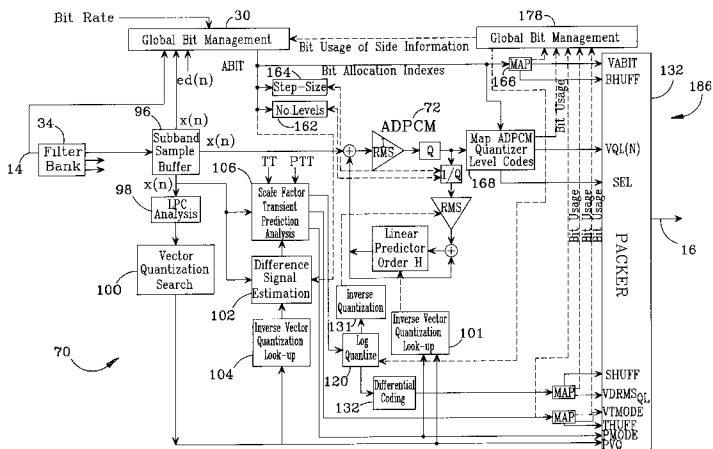 30
178
Bit Rate
Global Bit Management
Global Bit Management
Bit Usage of Side Information
ABIT
Bit Allocation Indexes
ed(n)
164
Step-Size
MAP
166
VABIT
BHUFF
132
186
No.Levels
162
72
ADPCM
Bit Usage
96
x(n)
x(n)
34
Filter
Bank
14
Subband
Sample
Buffer
RMS
Q
1/Q
Map ADPCM
Quantizer
Level Codes
168
VQL(N)
SEL
x(n)
106
TT
PTT
98
LPC
Analysis
Scale Factor
Transient
Prediction
Analysis
RMS
Linear
Predictor
Order H
Bit Usage
Bit Usage
Bit Usage
PACKER
16
100
Vector
Quantization
Search
Difference
Signal
Estimation
102
Inverse
Quantization
131
Inverse Vector
Quantization
Look-up
101
70
104
Inverse Vector
Quantization
Look-up
Log
Quantize
120
132
Differential
Coding
MAP
MAP
SHUFF
VDRMSQL
VTMODE
THUFF
PMODE
PVQ